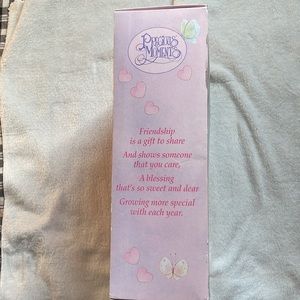 Precious
Moments
Friendship
is a gift to share
And shows someone
that you care,
A blessing
that's so sweet and dear
Growing more special
with each year.